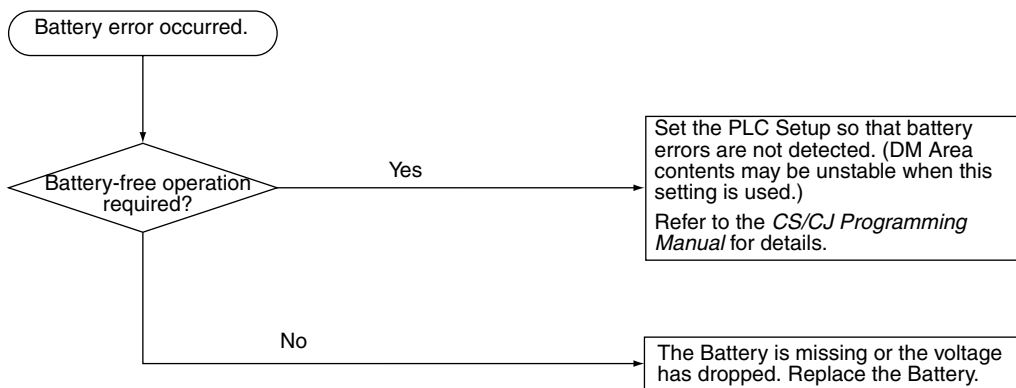 Battery error occurred.
Battery-free operation
required?
Yes
Set the PLC Setup so that battery
errors are not detected. (DM Area
contents may be unstable when this
setting is used.)
Refer to the CS/CJ Programming
Manual for details.
No
The Battery is missing or the voltage
has dropped. Replace the Battery.